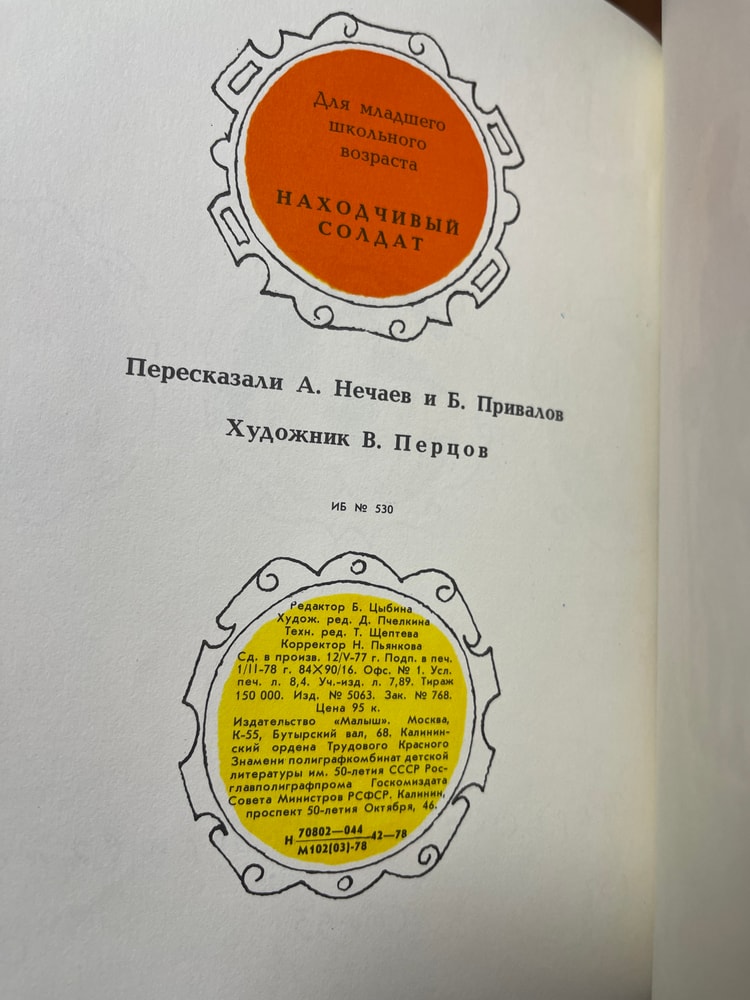 Для младшего
школьного
возраста
НАХОДЧИВЫЙ
СОЛДАТ
Пересказали А. Нечаев и Б. Привалов
Художник В. Перцов
ИБ № 530
Редактор Б. Цыбина
Худож. ред. Д. Пчелкина
Техн. ред. Т. Щептева
Корректор Н. Пьянкова
Сд. в произв. 12/V-77 г. Подп. в печ.
1/II-78 г. 84×90/16. Офс. № 1. Усл.
печ. л. 8,4. Уч.-изд. л. 7,89. Тираж
150 000. Изд. № 5063. Зак. № 768.
Цена 95 к.
Издательство «Малыш». Москва,
К-55, Бутырский вал, 68. Калинин-
ский ордена Трудового Красного
Знамени полиграфкомбинат детской
литературы им. 50-летия СССР Рос-
главполиграфпрома Госкомиздата
Совета Министров РСФСР. Калинин,
проспект 50-летия Октября, 46.
Н 70802—044 42—78
М102(03)-78